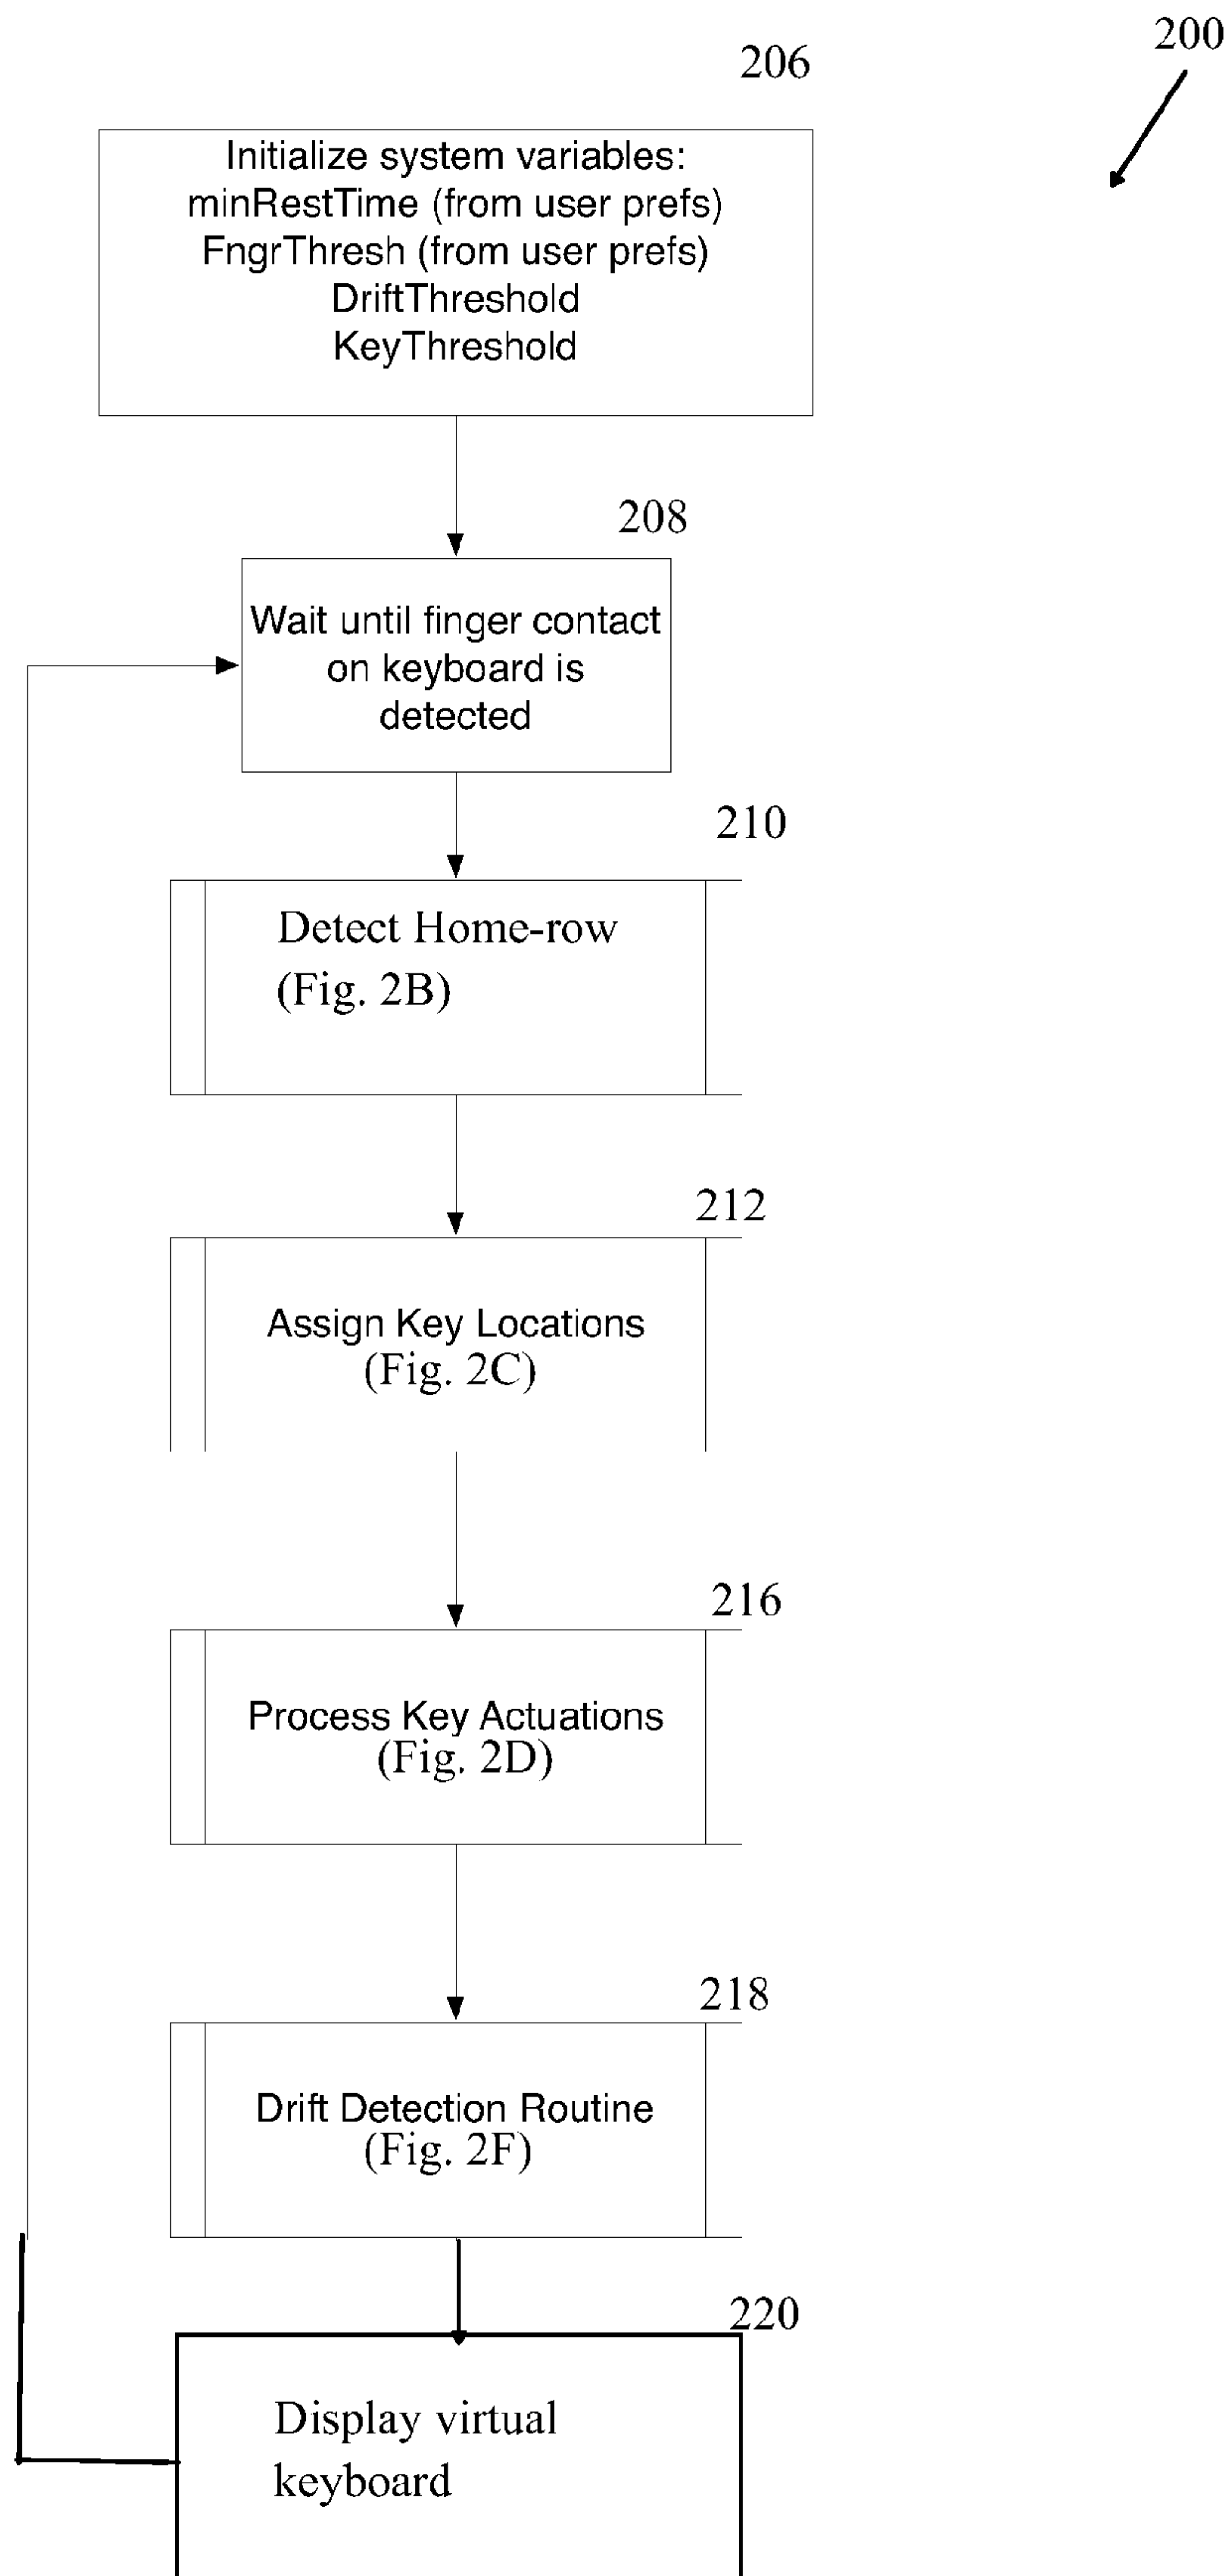 200
206
Initialize system variables:
minRestTime (from user prefs)
FngrThresh (from user prefs)
DriftThreshold
KeyThreshold
208
Wait until finger contact
on keyboard is
detected
210
Detect Home-row
(Fig. 2B)
212
Assign Key Locations
(Fig. 2C)
216
Process Key Actuations
(Fig. 2D)
218
Drift Detection Routine
(Fig. 2F)
220
Display virtual
keyboard